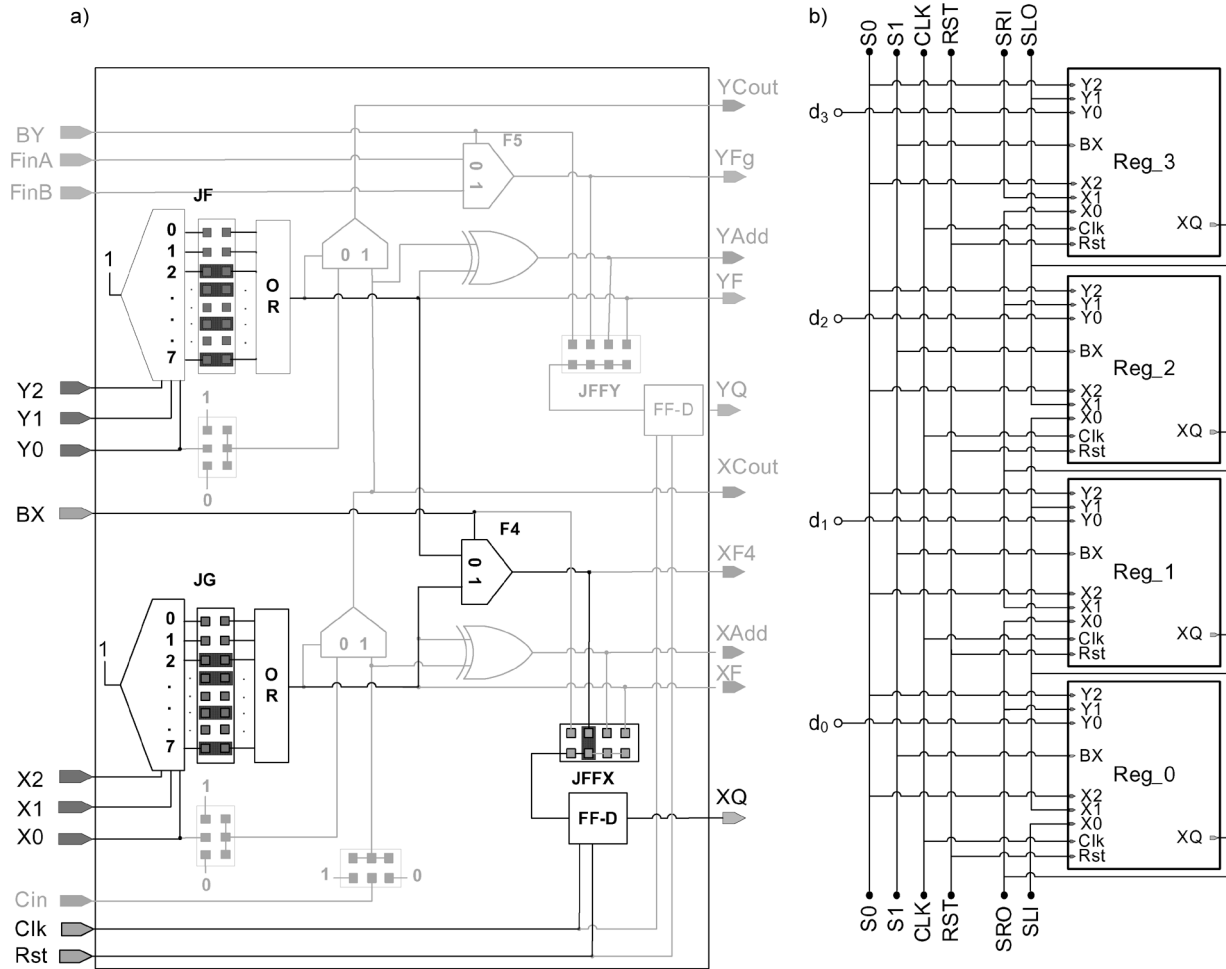 a)
YCout
BY
F5
FinA
YFg
FinB
JF
0 1
0
1
1
2
.
.
.
7
O
R
0 1
YAdd
YF
JFFY
Y2
Y1
Y0
1
0
FF-D
YQ
XCout
BX
F4
0 1
XF4
JG
0
1
1
2
.
.
.
7
O
R
0 1
XAdd
XF
JFFX
X2
X1
X0
1
0
FF-D
XQ
1
0
Cin
Clk
Rst
b)
S0
S1
CLK
RST
SRI
SLO
d3
Y2
Y1
Y0
BX
Reg_3
X2
X1
X0
XQ
Clk
Rst
d2
Y2
Y1
Y0
BX
Reg_2
X2
X1
X0
XQ
Clk
Rst
d1
Y2
Y1
Y0
BX
Reg_1
X2
X1
X0
XQ
Clk
Rst
d0
Y2
Y1
Y0
BX
Reg_0
X2
X1
X0
XQ
Clk
Rst
S0
S1
CLK
RST
SRO
SLI